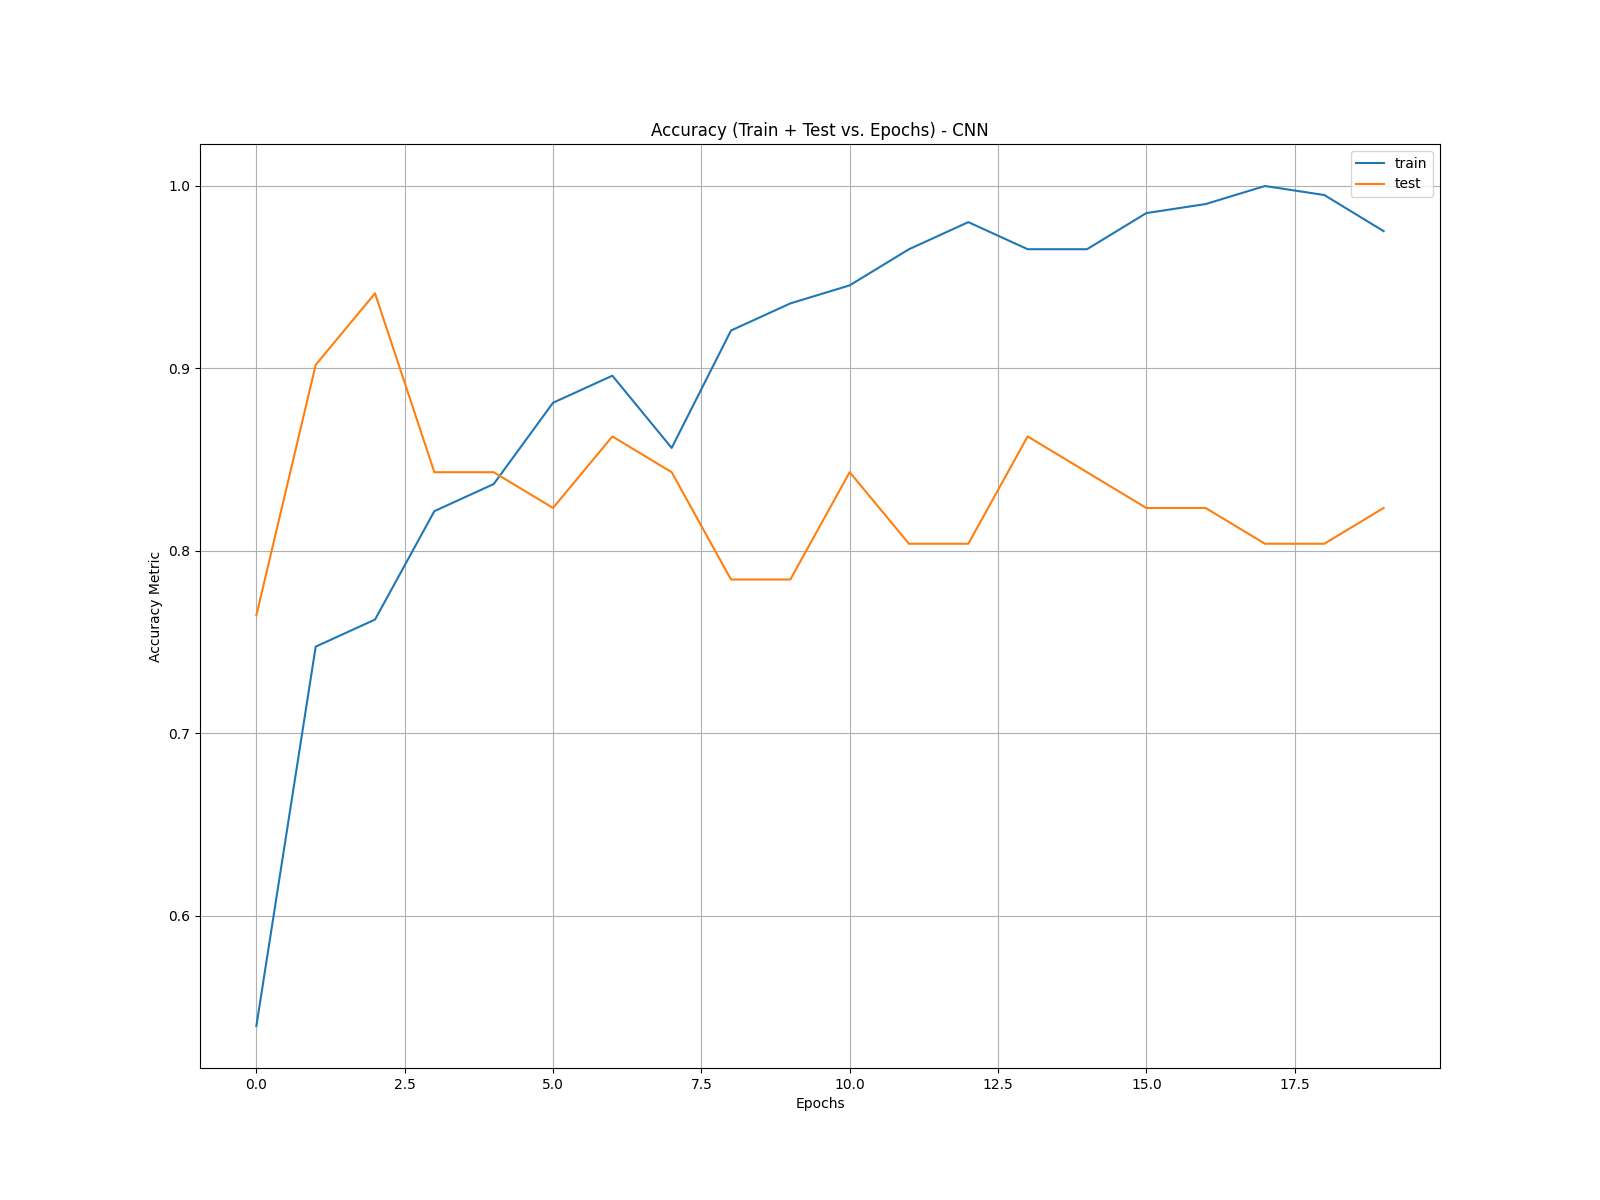 Accuracy (Train + Test vs. Epochs) - CNN
train
test
1.0
0.9
0.8
0.7
0.6
Accuracy Metric
0.0 2.5 5.0 7.5 10.0 12.5 15.0 17.5
Epochs